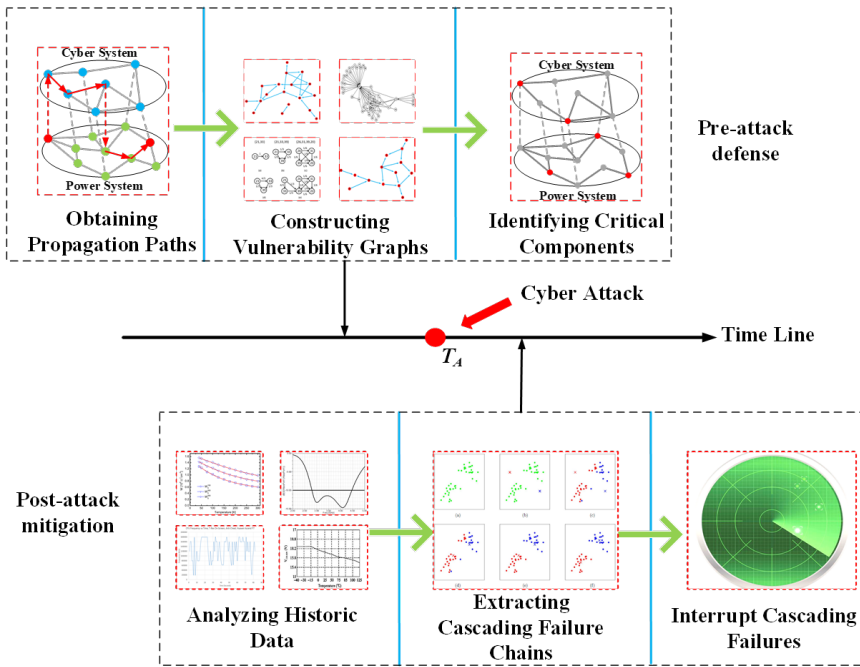 Cyber System
Power System
Obtaining
Propagation Paths
Constructing
Vulnerability Graphs
Cyber System
Power System
Identifying Critical
Components
Pre-attack
defense
Cyber Attack
Time Line
T_A
Post-attack
mitigation
Analyzing Historic
Data
(a)
(b)
(c)
(d)
(e)
(f)
Extracting
Cascading Failure
Chains
Interrupt Cascading
Failures